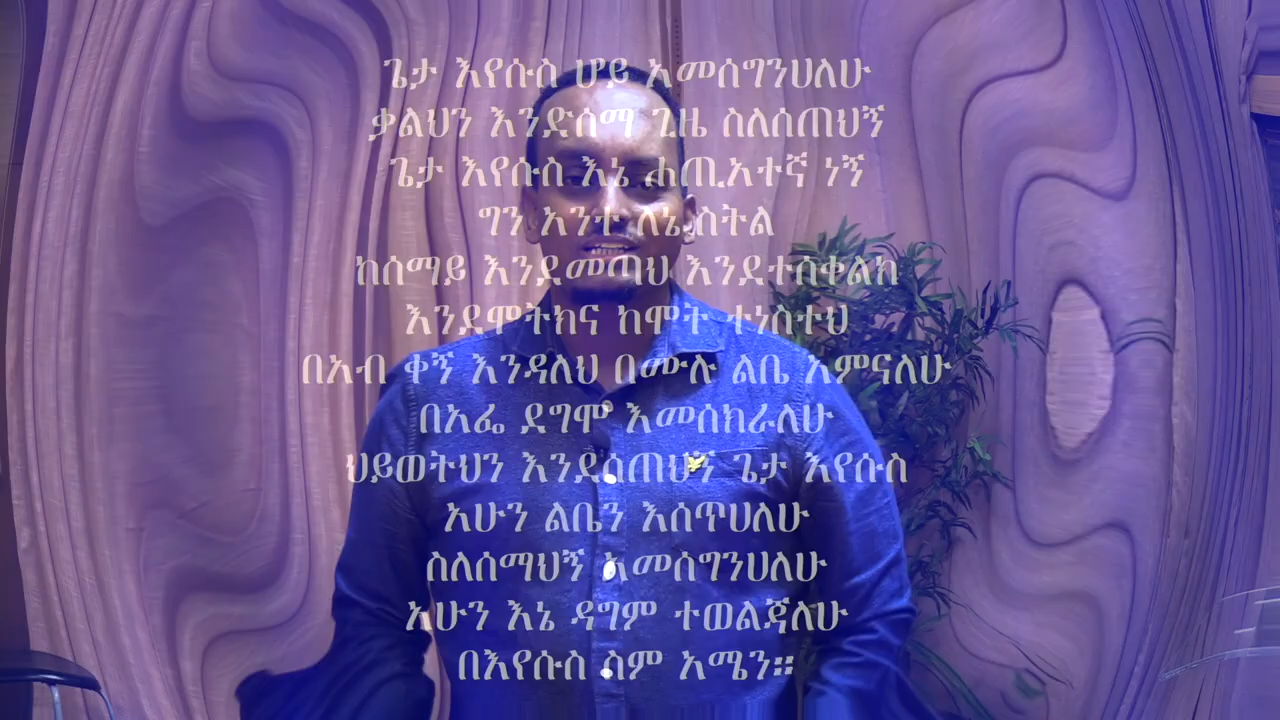 ጌታ እየሱስ ሆይ አመሰግንሀለሁ
ቃልህን እንድሰማ ጊዜ ስለሰጠህኝ
ጌታ እየሱስ እኔ ሐጢአተኛ ነኝ
ግን አንተ ለኔ ስትል
ከሰማይ እንደመጣህ እንደተሰቀልክ
እንደሞትክና ከሞት ተነስተህ
በአብ ቀኝ እንዳለህ በሙሉ ልቤ አምናለሁ
በአፌ ደግሞ እመሰክራለሁ
ህይወትህን እንደሰጠህኝ ጌታ እየሱስ
አሁን ልቤን እሰጥሀለሁ
ስለሰማህኝ አመሰግንሀለሁ
አሁን እኔ ዳግም ተወልጃለሁ
በእየሱስ ስም አሜን።